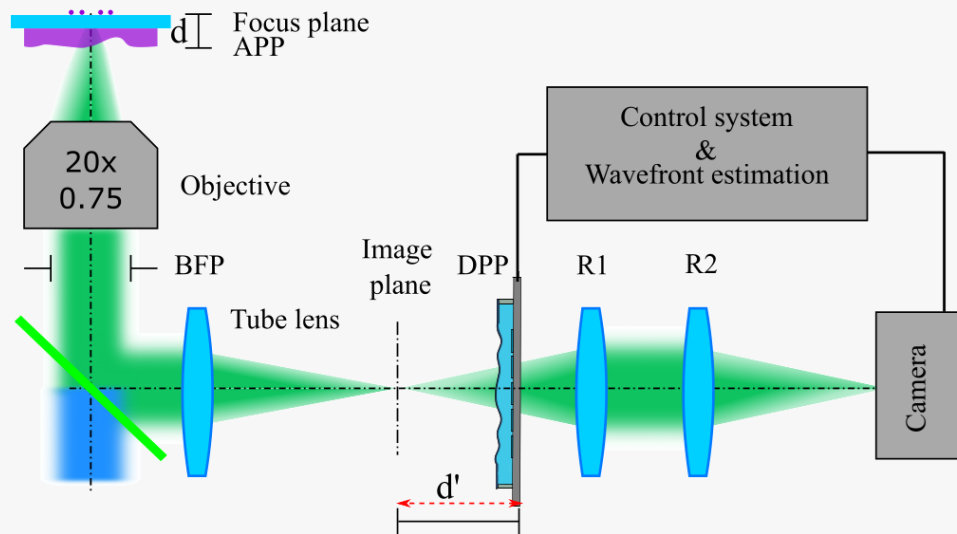 d
Focus plane
APP
20x
0.75
Objective
BFP
Tube lens
Image
plane
DPP
R1
R2
Control system
&
Wavefront estimation
Camera
d'